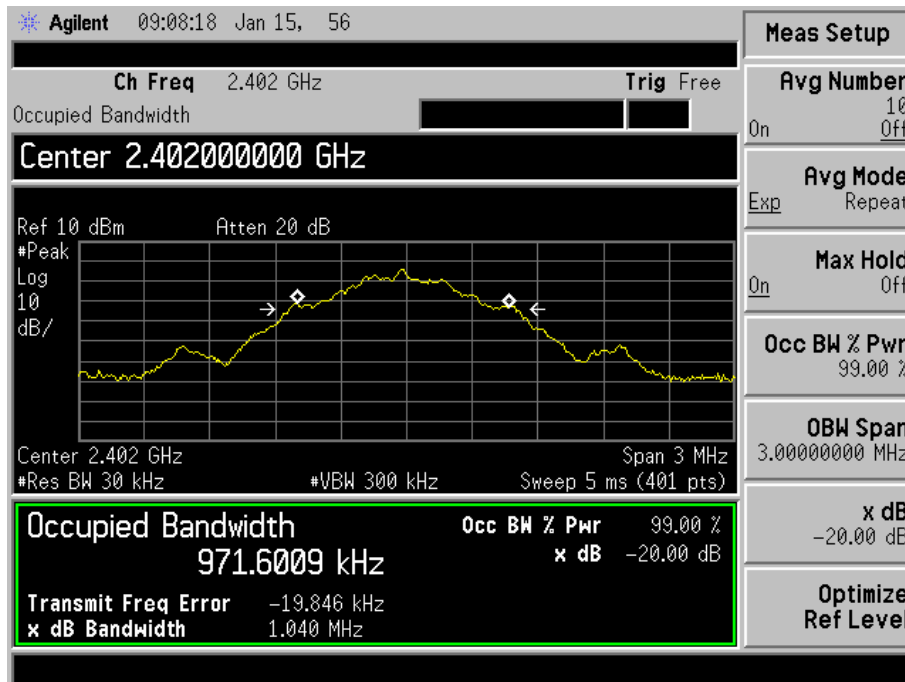 Agilent 09:08:18 Jan 15, 56
Ch Freq 2.402 GHz Trig Free
Occupied Bandwidth
Center 2.402000000 GHz
Ref 10 dBm Atten 20 dB
#Peak
Log
10
dB/
Center 2.402 GHz Span 3 MHz
#Res BW 30 kHz #VBW 300 kHz Sweep 5 ms (401 pts)
Occupied Bandwidth Occ BW % Pwr 99.00 %
971.6009 kHz x dB -20.00 dB
Transmit Freq Error -19.846 kHz
x dB Bandwidth 1.040 MHz
Meas Setup
Avg Number
10
On Off
Avg Mode
Exp Repeat
Max Hold
On Off
Occ BW % Pwr
99.00 %
OBW Span
3.00000000 MHz
x dB
-20.00 dB
Optimize
Ref Level